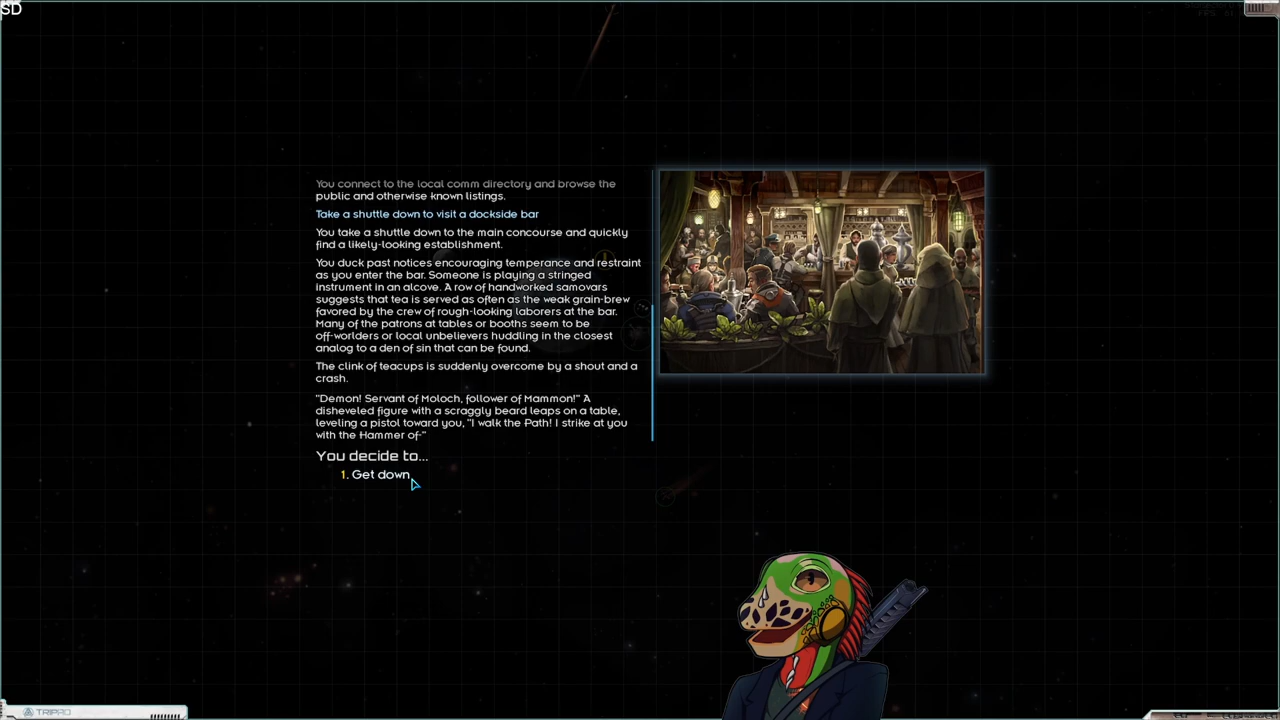 SD
You connect to the local comm directory and browse the
public and otherwise known listings.
Take a shuttle down to visit a dockside bar
You take a shuttle down to the main concourse and quickly
find a likely-looking establishment.
You duck past notices encouraging temperance and restraint
as you enter the bar. Someone is playing a stringed
instrument in an alcove. A row of handworked samovars
suggests that tea is served as often as the weak grain-brew
favored by the crew of rough-looking laborers at the bar.
Many of the patrons at tables or booths seem to be
off-worlders or local unbelievers huddling in the closest
analog to a den of sin that can be found.
The clink of teacups is suddenly overcome by a shout and a
crash.
"Demon! Servant of Moloch, follower of Mammon!" A
disheveled figure with a scraggly beard leaps on a table,
leveling a pistol toward you, "I walk the Path! I strike at you
with the Hammer of-"
You decide to...
1. Get down
TRIPAD